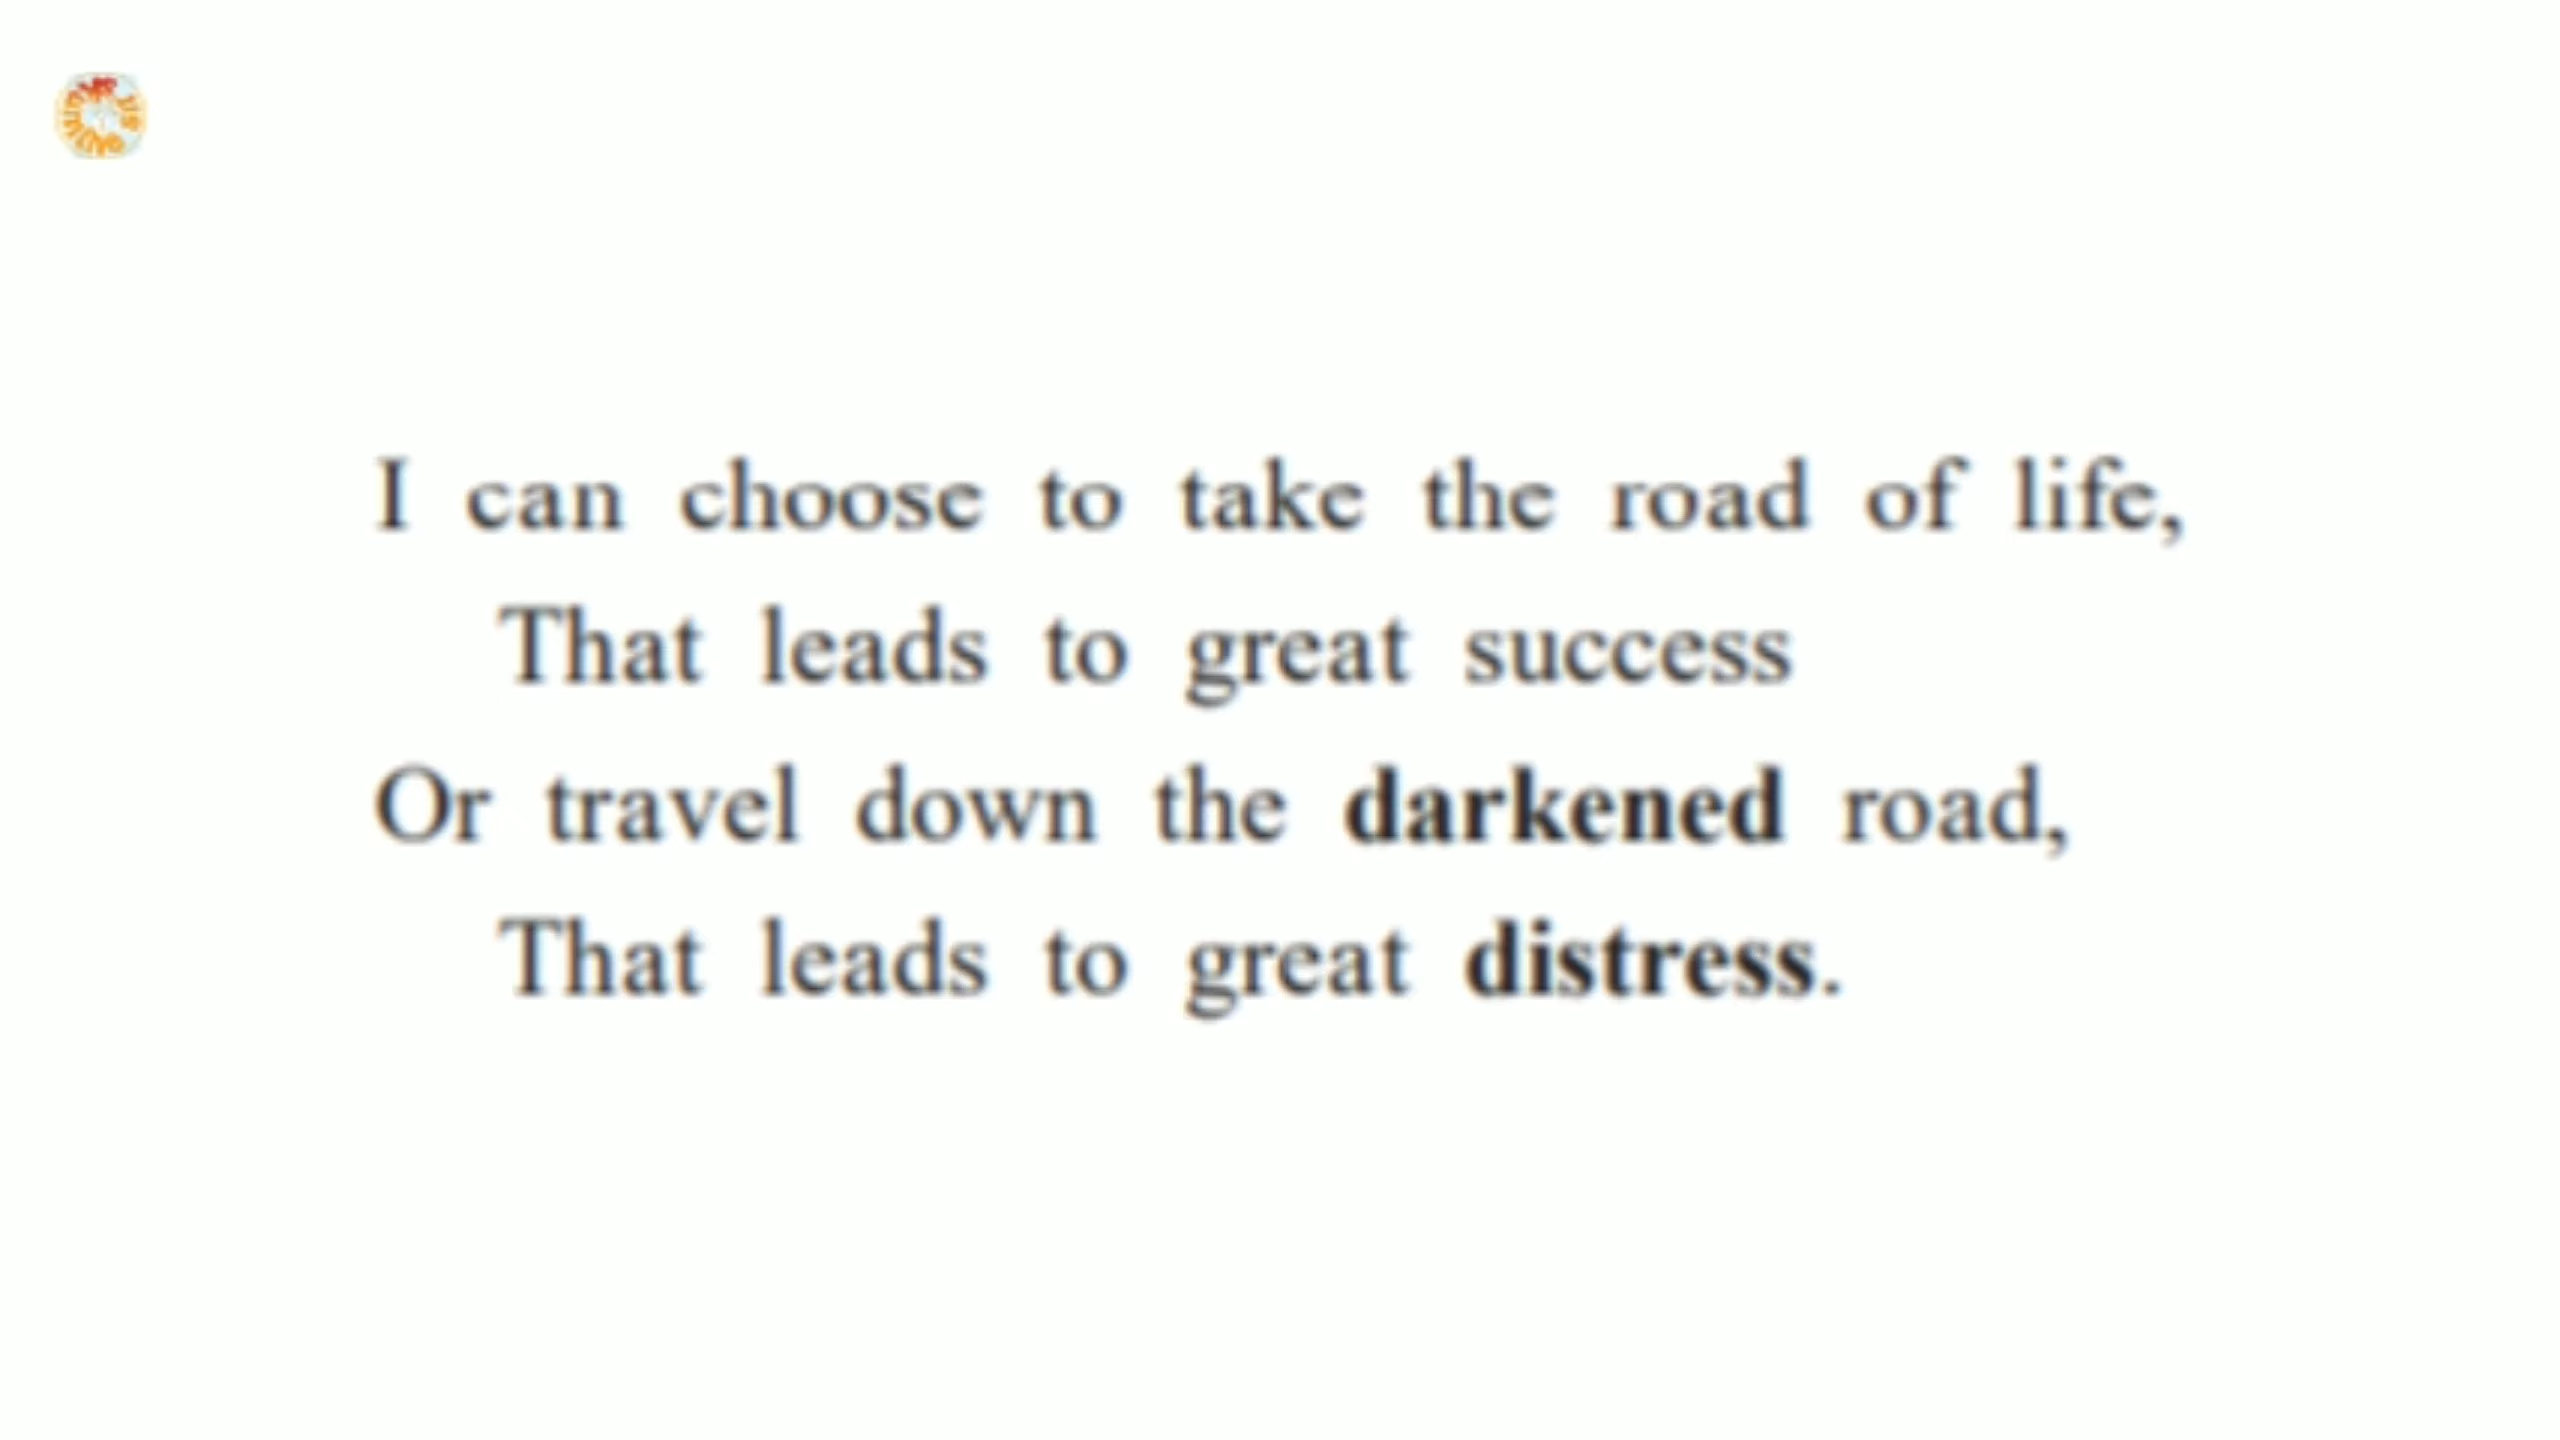 I can choose to take the road of life,
That leads to great success
Or travel down the darkened road,
That leads to great distress.